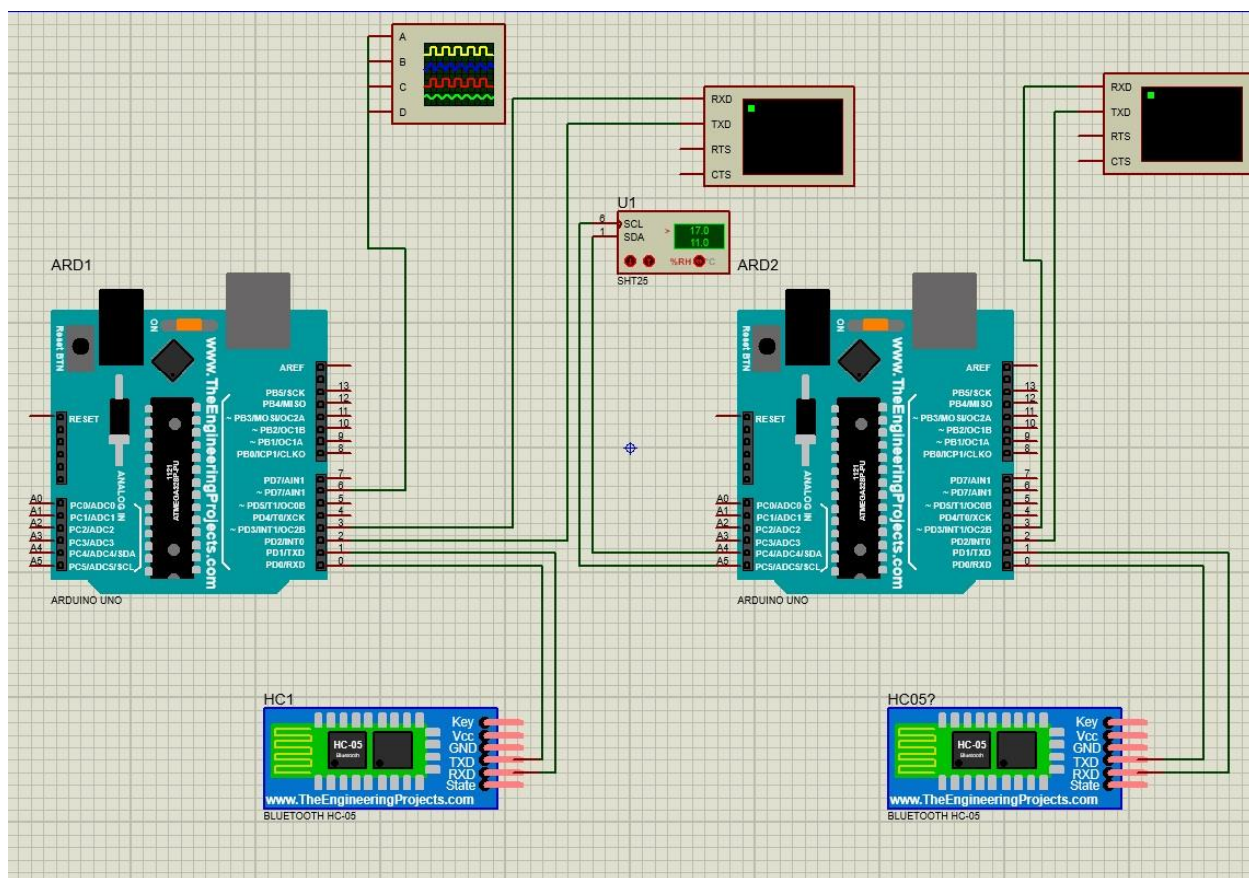 A
B
C
D
RXD
TXD
RTS
CTS
RXD
TXD
RTS
CTS
U1
6
1
SCL
SDA
>
17.0
11.0
%RH
°C
SHT25
ARD1
Reset BTN
ON
www.TheEngineeringProjects.com
ANALOG IN
1121
ATMEGA328P-PU
AREF
PB5/SCK 13
PB4/MISO 12
~ PB3/MOSI/OC2A 11
~ PB2/OC1B 10
~ PB1/OC1A 9
PB0/ICP1/CLKO 8
PD7/AIN1 7
~ PD7/AIN1 6
~ PD5/T1/OC0B 5
PD4/T0/XCK 4
~ PD3/INT1/OC2B 3
PD2/INT0 2
PD1/TXD 1
PD0/RXD 0
RESET
A0 PC0/ADC0
A1 PC1/ADC1
A2 PC2/ADC2
A3 PC3/ADC3
A4 PC4/ADC4/SDA
A5 PC5/ADC5/SCL
ARDUINO UNO
ARD2
Reset BTN
ON
www.TheEngineeringProjects.com
ANALOG IN
1121
ATMEGA328P-PU
AREF
PB5/SCK 13
PB4/MISO 12
~ PB3/MOSI/OC2A 11
~ PB2/OC1B 10
~ PB1/OC1A 9
PB0/ICP1/CLKO 8
PD7/AIN1 7
~ PD7/AIN1 6
~ PD5/T1/OC0B 5
PD4/T0/XCK 4
~ PD3/INT1/OC2B 3
PD2/INT0 2
PD1/TXD 1
PD0/RXD 0
RESET
A0 PC0/ADC0
A1 PC1/ADC1
A2 PC2/ADC2
A3 PC3/ADC3
A4 PC4/ADC4/SDA
A5 PC5/ADC5/SCL
ARDUINO UNO
HC1
HC-05
Bluetooth
Key
Vcc
GND
TXD
RXD
State
www.TheEngineeringProjects.com
BLUETOOTH HC-05
HC05?
HC-05
Bluetooth
Key
Vcc
GND
TXD
RXD
State
www.TheEngineeringProjects.com
BLUETOOTH HC-05